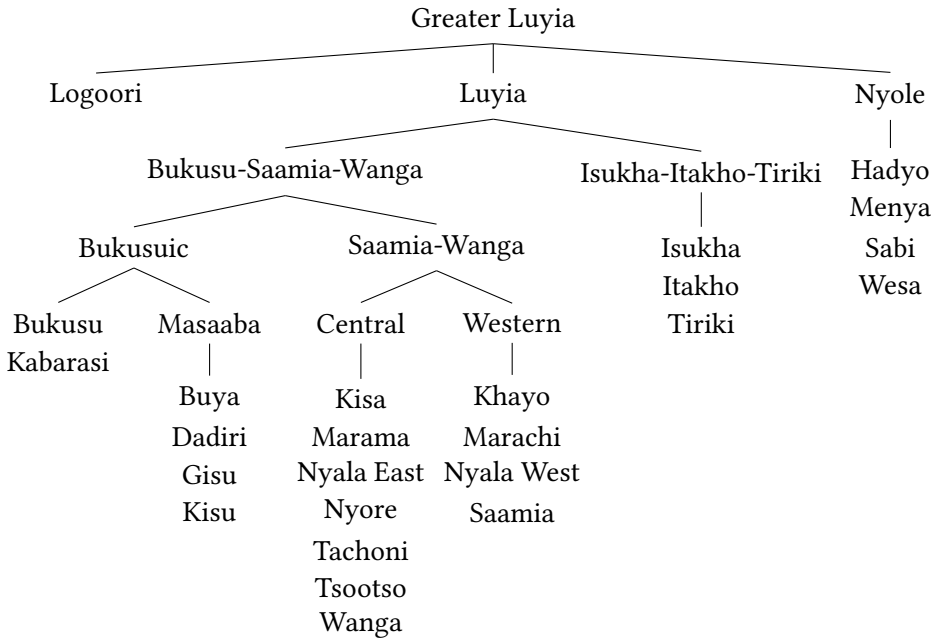 Greater Luyia
Logoori
Luyia
Nyole
Bukusu-Saamia-Wanga
Isukha-Itakho-Tiriki
Hadyo
Menya
Sabi
Wesa
Bukusuic
Saamia-Wanga
Isukha
Itakho
Tiriki
Bukusu
Kabarasi
Masaaba
Central
Western
Buya
Dadiri
Gisu
Kisu
Kisa
Marama
Nyala East
Nyore
Tachoni
Tsootso
Wanga
Khayo
Marachi
Nyala West
Saamia